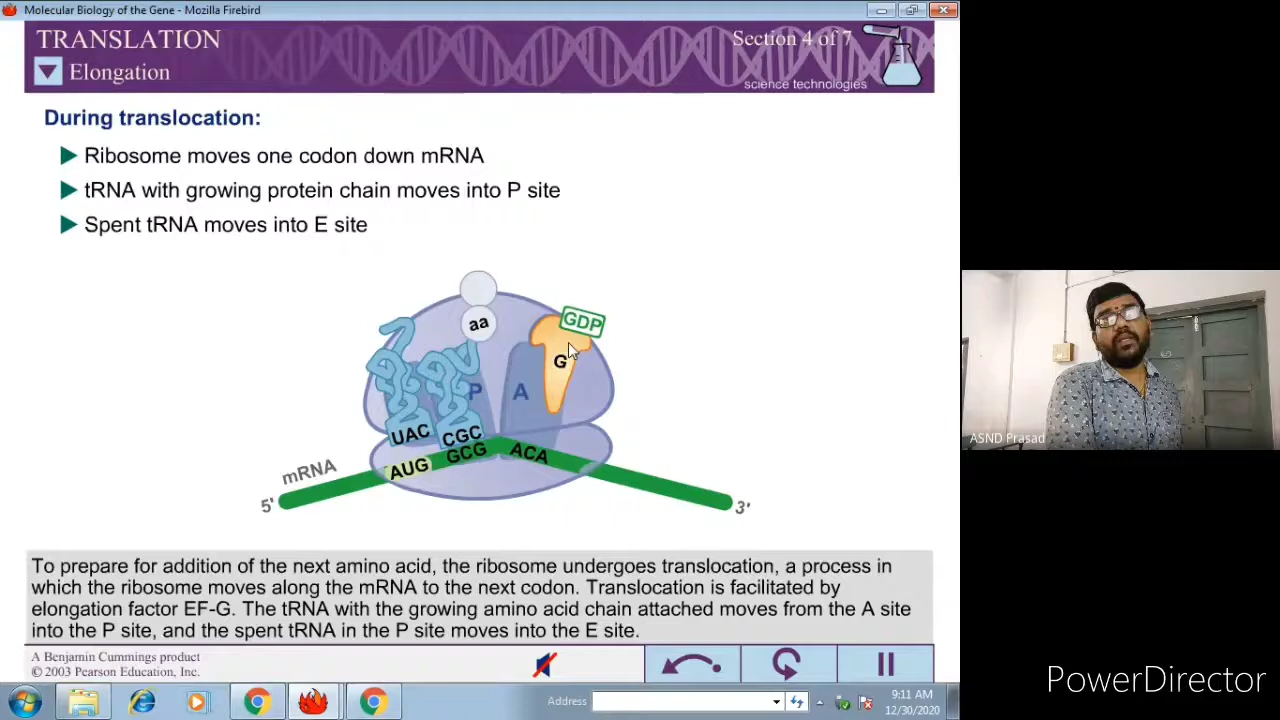 Molecular Biology of the Gene - Mozilla Firebird
TRANSLATION
Section 4 of 7
Elongation
science technologies
During translocation:
Ribosome moves one codon down mRNA
tRNA with growing protein chain moves into P site
Spent tRNA moves into E site
aa
GDP
G
P
A
UAC
CGC
AUG
GCG
ACA
mRNA
5'
3'
To prepare for addition of the next amino acid, the ribosome undergoes translocation, a process in
which the ribosome moves along the mRNA to the next codon. Translocation is facilitated by
elongation factor EF-G. The tRNA with the growing amino acid chain attached moves from the A site
into the P site, and the spent tRNA in the P site moves into the E site.
A Benjamin Cummings product
© 2003 Pearson Education, Inc.
Address
9:11 AM
12/30/2020
ASND Prasad
PowerDirector